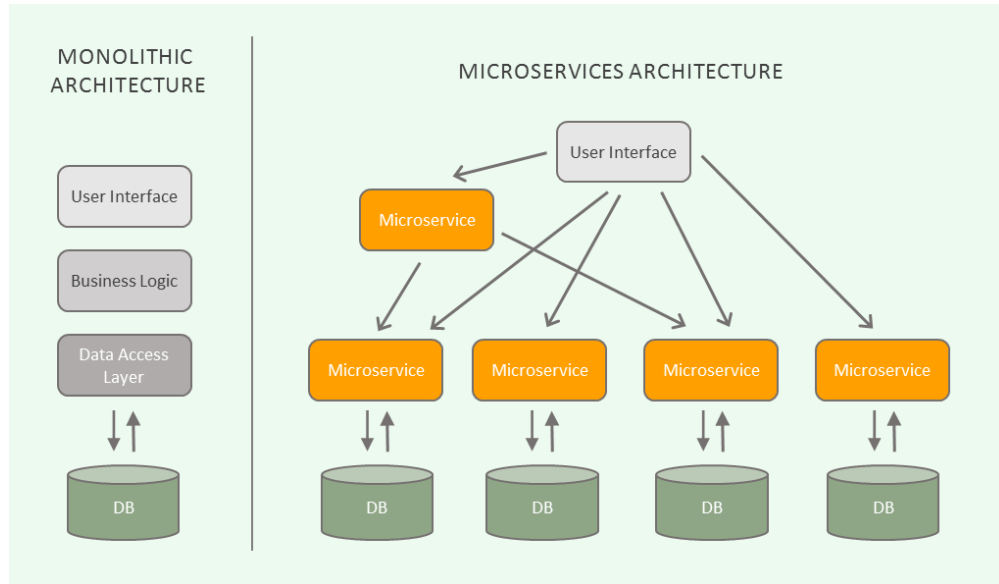 MONOLITHIC
ARCHITECTURE
User Interface
Business Logic
Data Access
Layer
DB
MICROSERVICES ARCHITECTURE
User Interface
Microservice
Microservice
Microservice
Microservice
Microservice
DB
DB
DB
DB